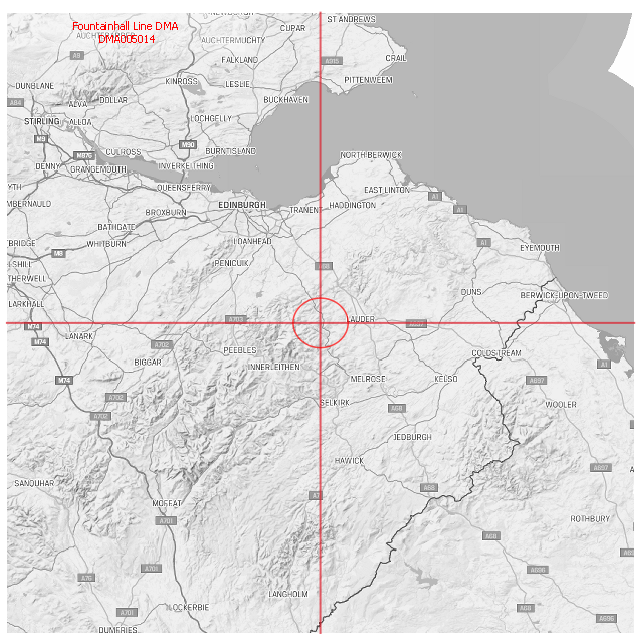 Fountainhall Line DMA
DMA005014
ST ANDREWS
CUPAR
AUCHTERMUCHTY
A9
CRAIL
FALKLAND
A915
PITTENWEEM
KINROSS
LESLIE
DUNBLANE
BUCKHAVEN
A84
DOLLAR
ALVA
LOCHGELLY
STIRLING
ALLOA
M9
M90
BURNTISLAND
CULROSS
M876
NORTH BERWICK
DENNY
GRANGEMOUTH
INVERKEITHING
QUEENSFERRY
EAST LINTON
A1
MBERNAULD
EDINBURGH
HADDINGTON
BROXBURN
TRANENT
A1
BATHGATE
LOANHEAD
A1
WHITBURN
EYEMOUTH
M8
PENICUIK
A68
SHILL
THERWELL
DUNS
BERWICK-UPON-TWEED
LARKHALL
A703
LAUDER
A697
M74
LANARK
M74
A702
PEEBLES
COLDSTREAM
BIGGAR
A1
INNERLEITHEN
M74
MELROSE
KELSO
A697
A702
SELKIRK
A68
WOOLER
A702
JEDBURGH
HAWICK
A697
SANQUHAR
A68
A7
MOFFAT
A701
ROTHBURY
A68
A701
A696
A76
LANGHOLM
LOCKERBIE
A68
A701
A696
DUMFRIES